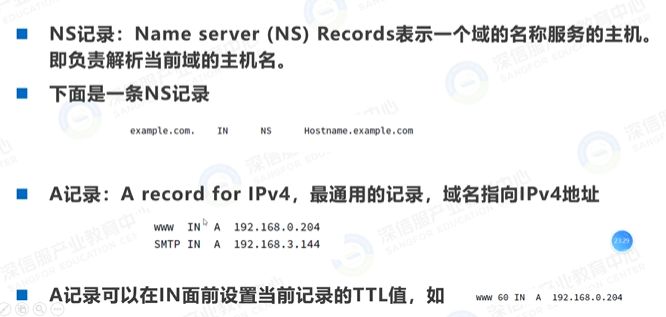 NS记录：Name server (NS) Records表示一个域的名称服务的主机。
即负责解析当前域的主机名。
下面是一条NS记录
example.com. IN NS Hostname.example.com
A记录：A record for IPv4，最通用的记录，域名指向IPv4地址
www IN A 192.168.0.204
SMTP IN A 192.168.3.144
23:29
A记录可以在IN面前设置当前记录的TTL值，如 www 60 IN A 192.168.0.204
深信服产业教育中心
SANGFOR EDUCATION CENTER